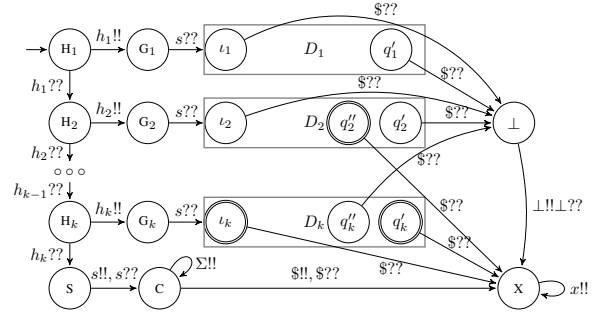 $??
H₁ h₁!! G₁ s?? ι₁ D₁ q′₁
$??
h₁??
$??
H₂ h₂!! G₂ s?? ι₂ D₂ q″₂ q′₂ $?? ⊥
h₂??
$??
hₖ₋₁??
$?? ⊥!!⊥??
Hₖ hₖ!! Gₖ s?? ιₖ Dₖ q″ₖ q′ₖ
$??
hₖ??
$??
Σ!!
S s!!, s?? C $!!, $?? X x!!